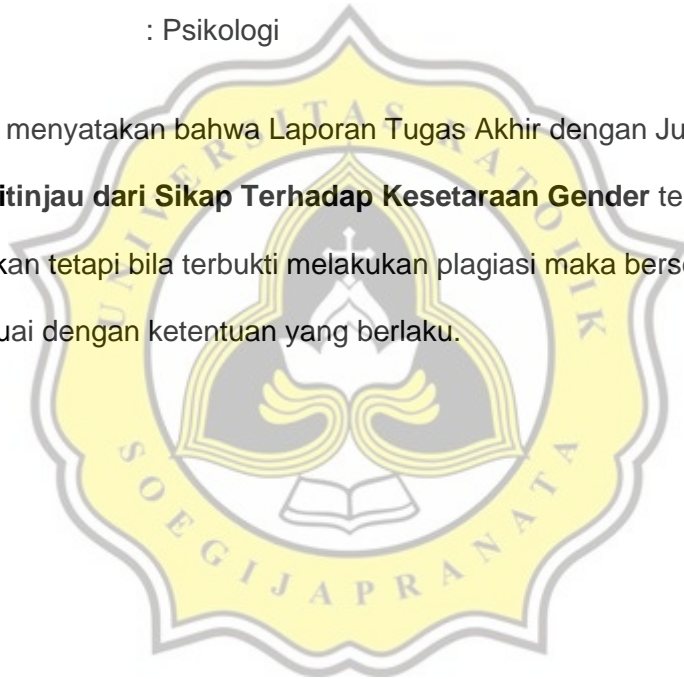 : Psikologi
menyatakan bahwa Laporan Tugas Akhir dengan Ju
itinjau dari Sikap Terhadap Kesetaraan Gender te
kan tetapi bila terbukti melakukan plagiasi maka berse
uai dengan ketentuan yang berlaku.
UNIVERSITAS KATOLIK
SOEGIJAPRANATA